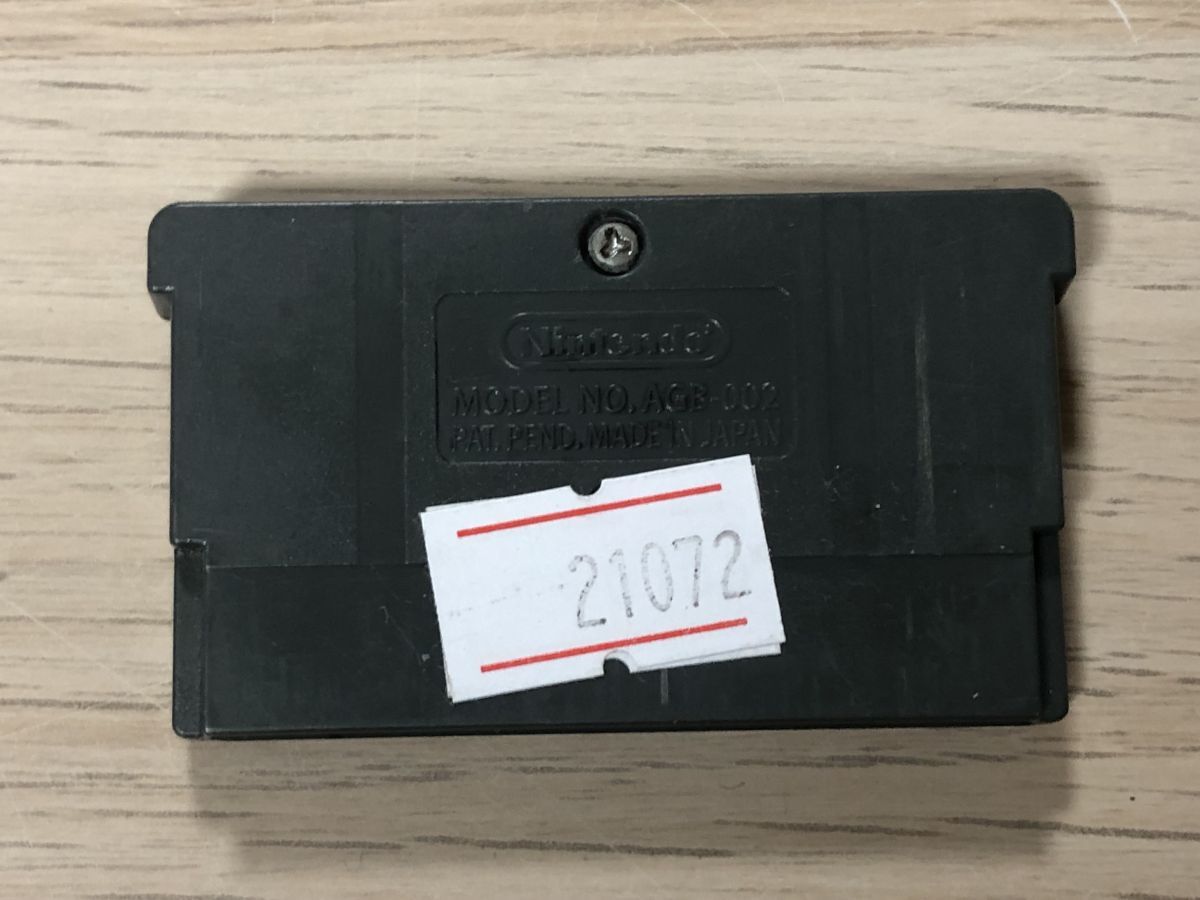 Nintendo®
MODEL NO. AGB-002
PAT. PEND. MADE IN JAPAN
21072